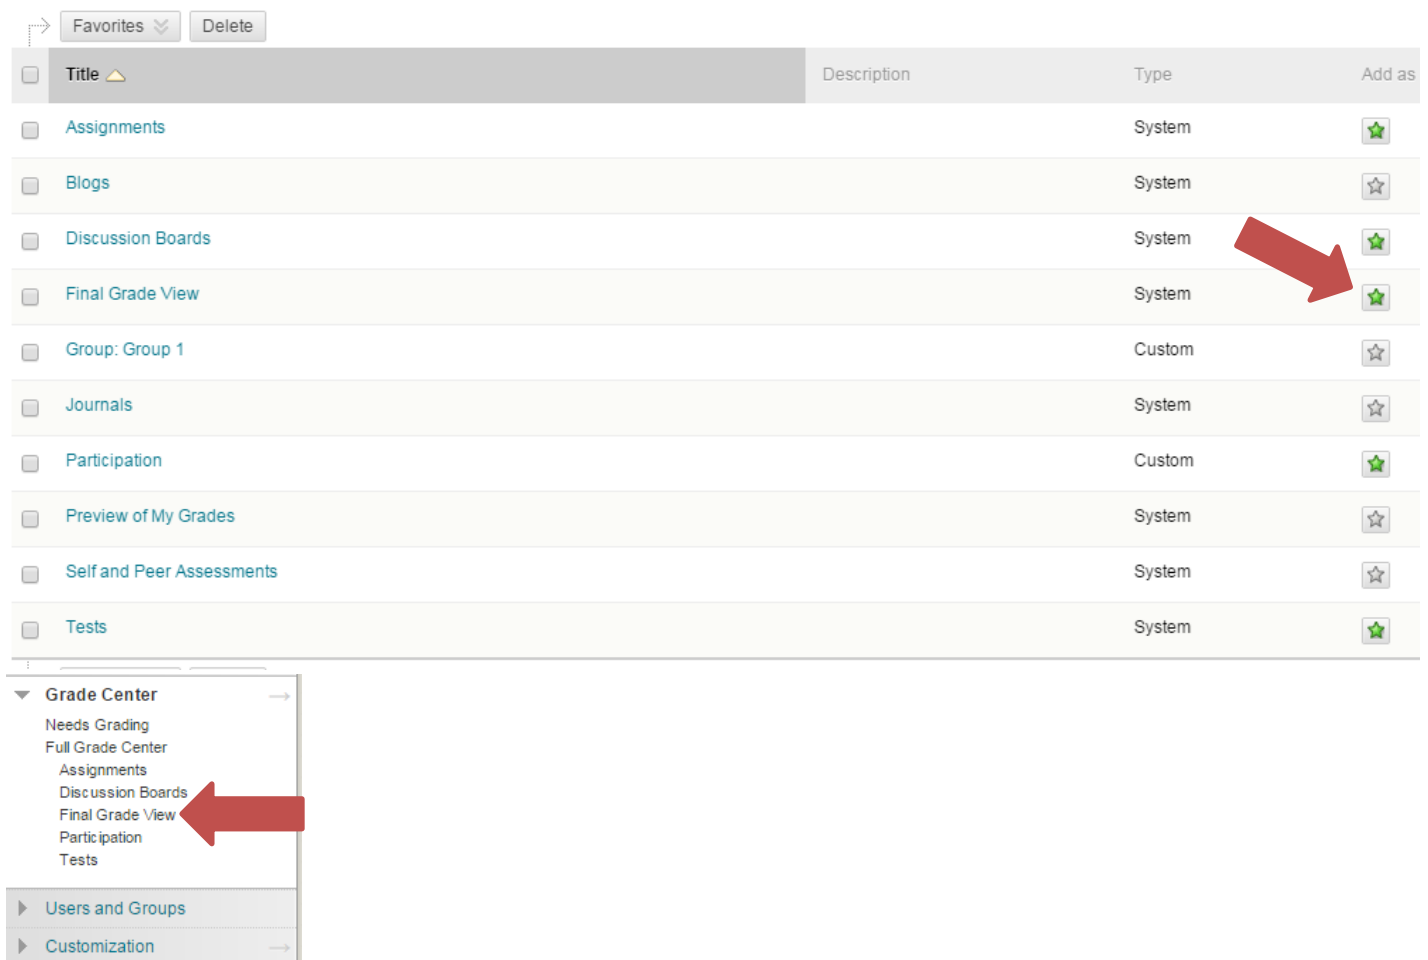 Favorites Delete
Title Description Type Add as
Assignments System
Blogs System
Discussion Boards System
Final Grade View System
Group: Group 1 Custom
Journals System
Participation Custom
Preview of My Grades System
Self and Peer Assessments System
Tests System
Grade Center
Needs Grading
Full Grade Center
Assignments
Discussion Boards
Final Grade View
Participation
Tests
Users and Groups
Customization